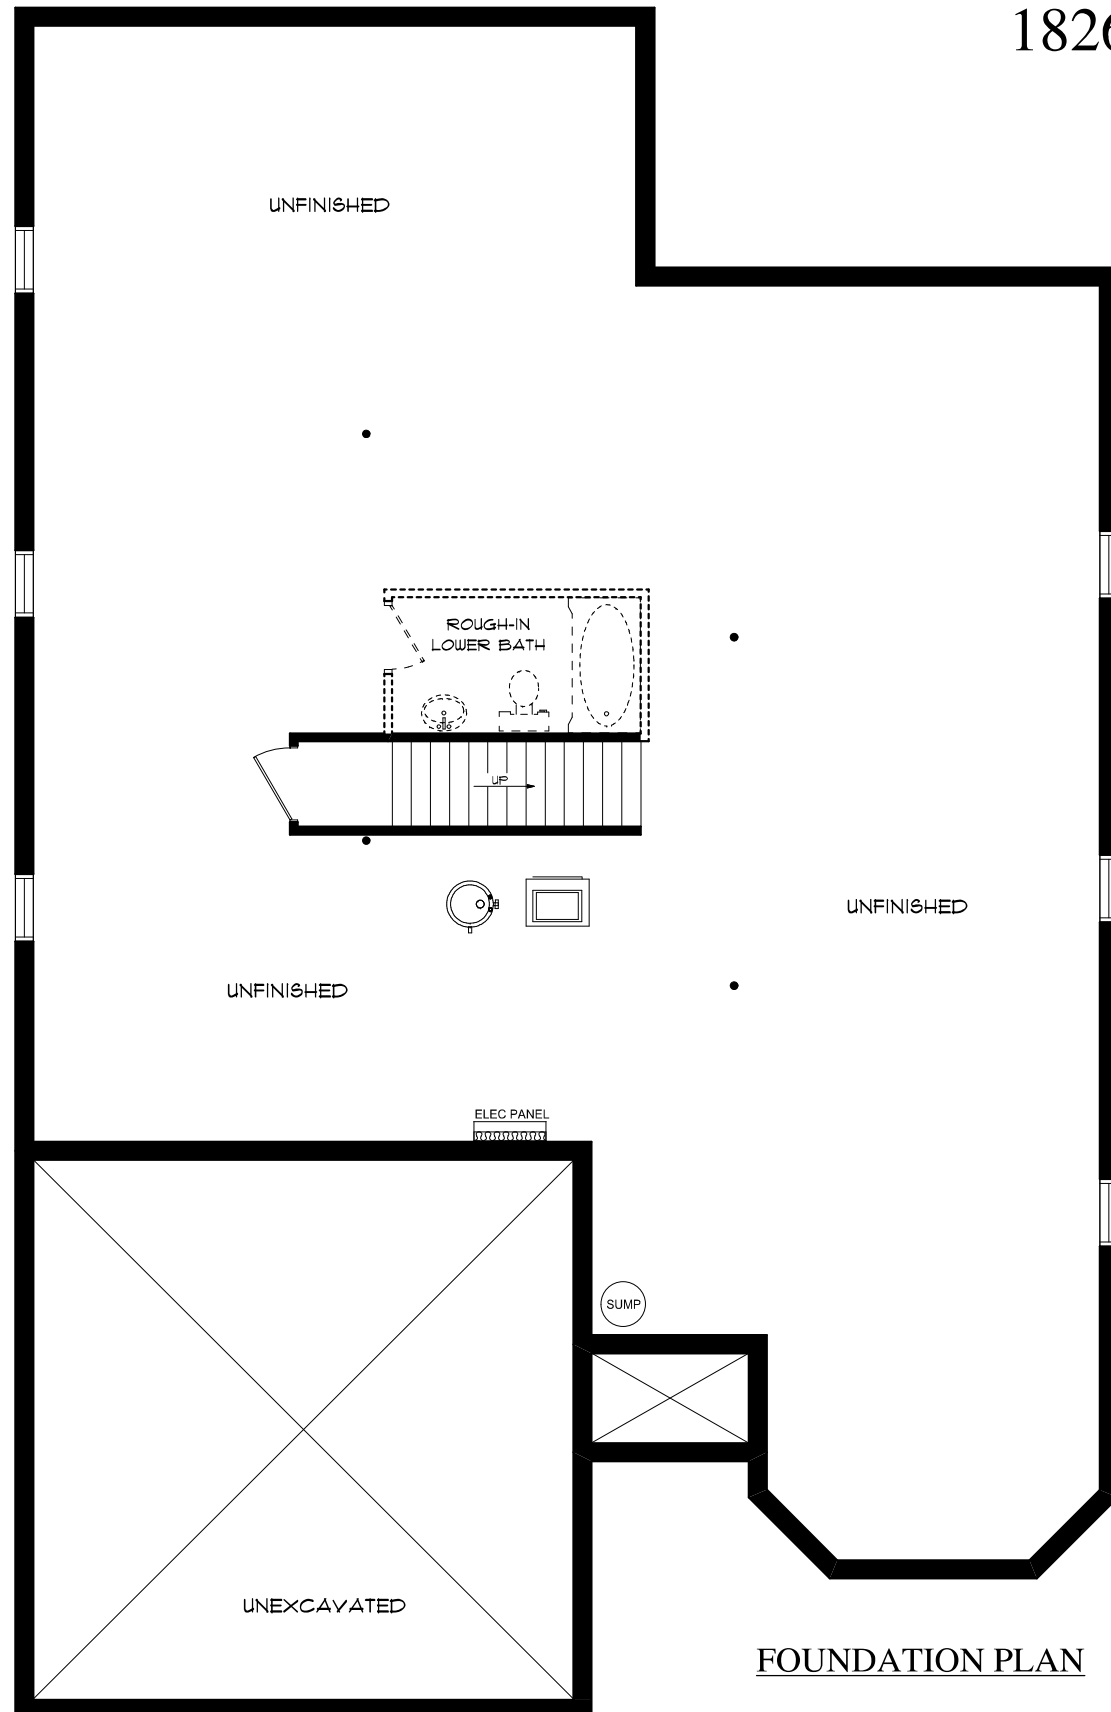 1826
UNFINISHED
ROUGH-IN
LOWER BATH
UP
UNFINISHED
UNFINISHED
ELEC PANEL
SUMP
UNEXCAVATED
FOUNDATION PLAN